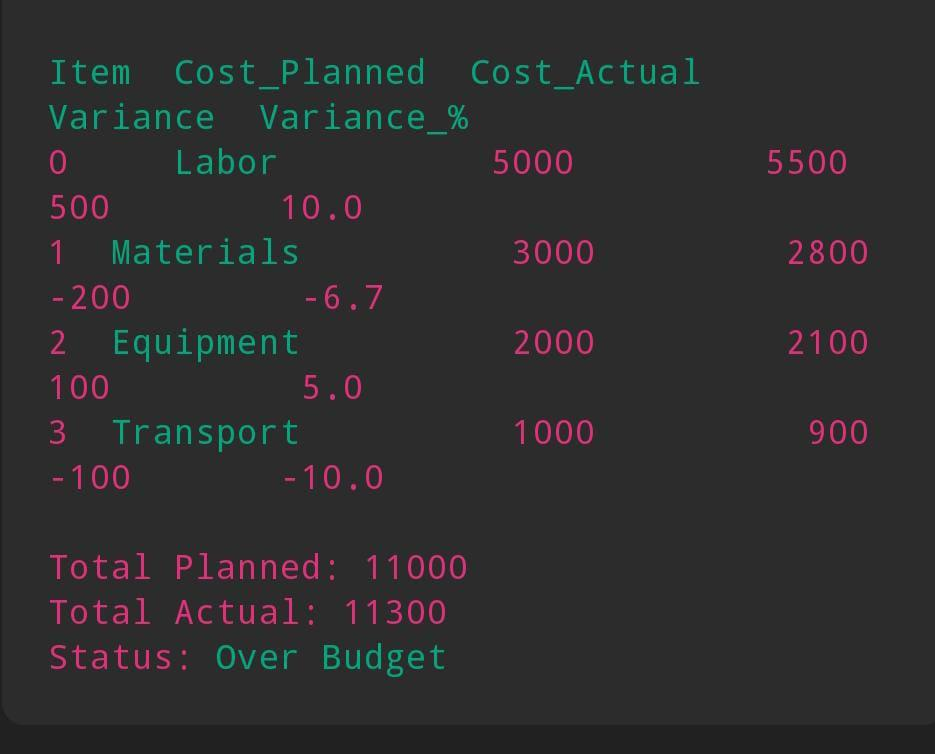 Item  Cost_Planned  Cost_Actual
Variance  Variance_%
0     Labor          5000         5500
500        10.0
1  Materials          3000         2800
-200        -6.7
2  Equipment          2000         2100
100         5.0
3  Transport          1000          900
-100       -10.0

Total Planned: 11000
Total Actual: 11300
Status: Over Budget